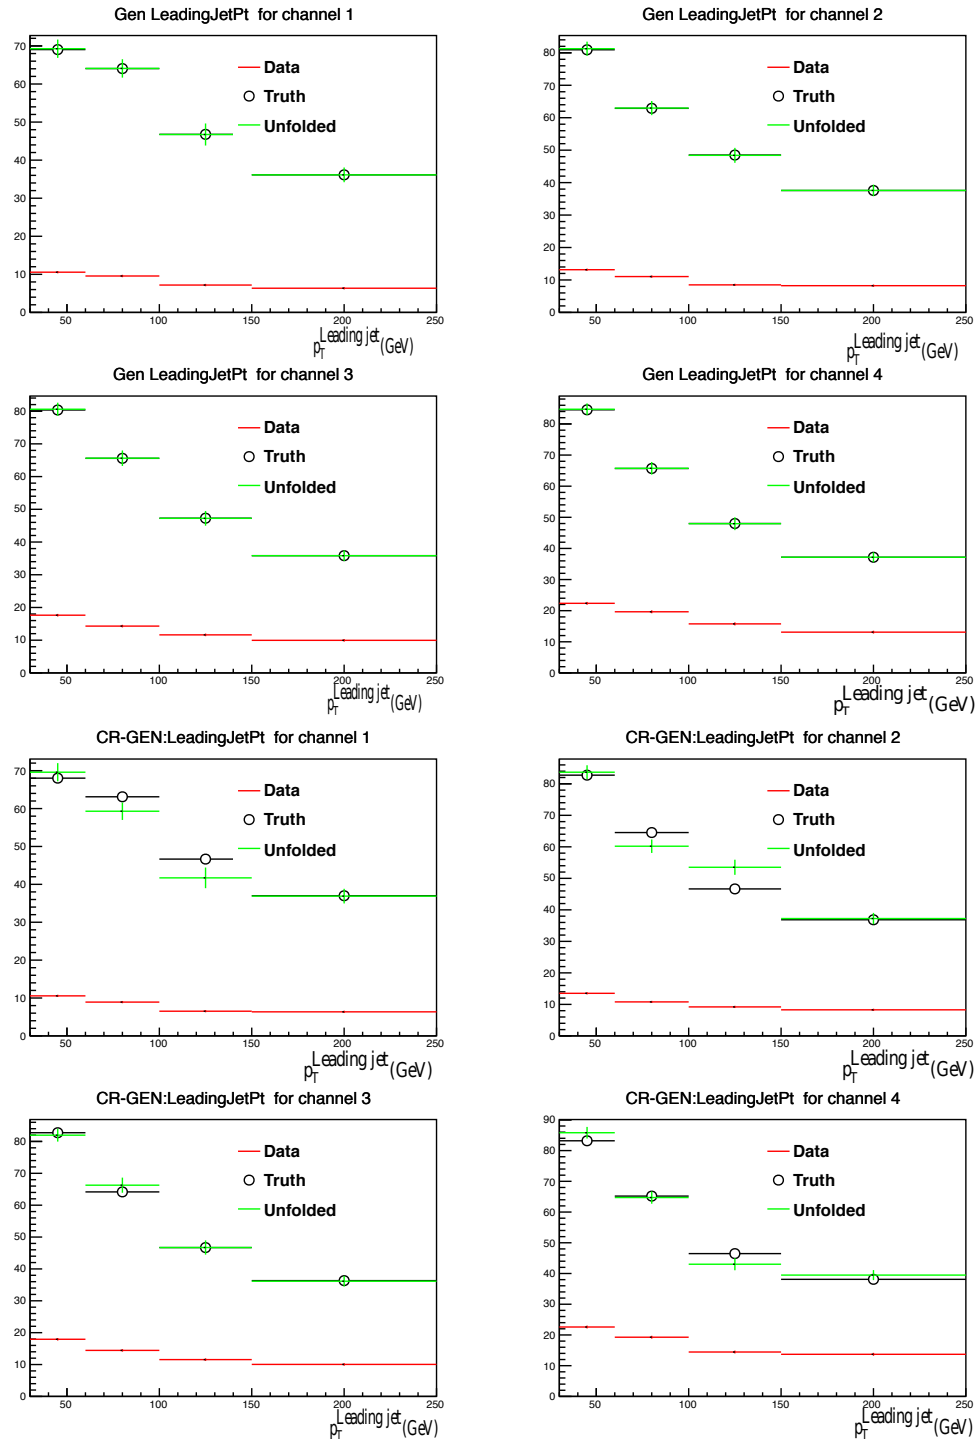 Gen LeadingJetPt for channel 1
70
60
50
40
30
20
10
0
Data
Truth
Unfolded
50 100 150 200 250
p_T^Leading jet (GeV)
Gen LeadingJetPt for channel 2
80
70
60
50
40
30
20
10
0
Data
Truth
Unfolded
50 100 150 200 250
p_T^Leading jet (GeV)
Gen LeadingJetPt for channel 3
80
70
60
50
40
30
20
10
0
Data
Truth
Unfolded
50 100 150 200 250
p_T^Leading jet (GeV)
Gen LeadingJetPt for channel 4
80
70
60
50
40
30
20
10
0
Data
Truth
Unfolded
50 100 150 200 250
p_T^Leading jet (GeV)
CR-GEN:LeadingJetPt for channel 1
70
60
50
40
30
20
10
0
Data
Truth
Unfolded
50 100 150 200 250
p_T^Leading jet (GeV)
CR-GEN:LeadingJetPt for channel 2
80
70
60
50
40
30
20
10
0
Data
Truth
Unfolded
50 100 150 200 250
p_T^Leading jet (GeV)
CR-GEN:LeadingJetPt for channel 3
80
70
60
50
40
30
20
10
0
Data
Truth
Unfolded
50 100 150 200 250
p_T^Leading jet (GeV)
CR-GEN:LeadingJetPt for channel 4
90
80
70
60
50
40
30
20
10
0
Data
Truth
Unfolded
50 100 150 200 250
p_T^Leading jet (GeV)